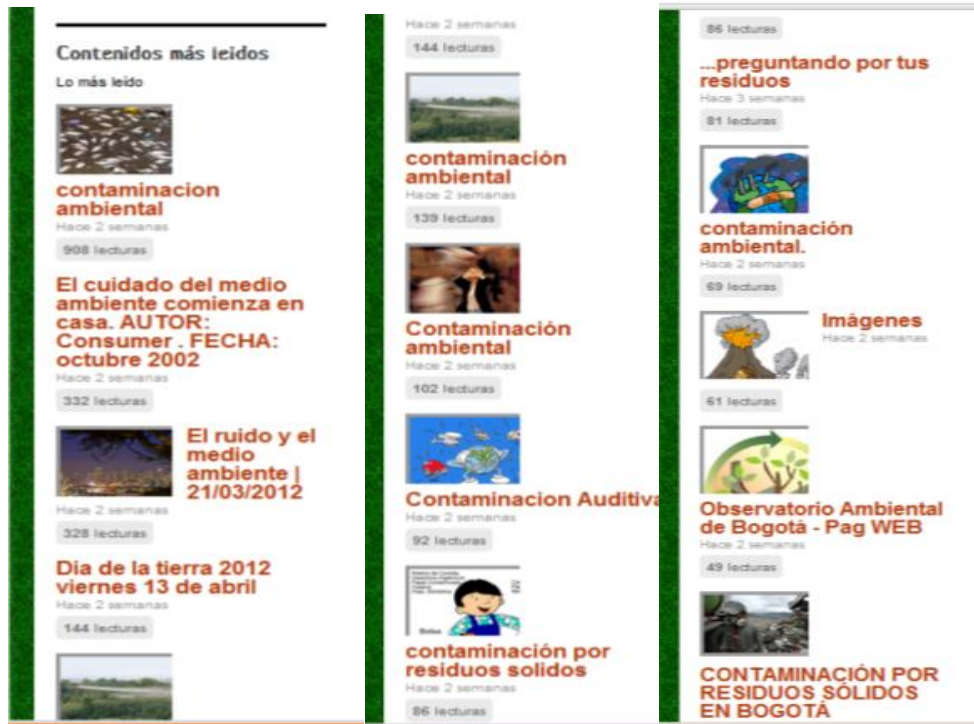 Contenidos más leidos
Lo más leído
contaminacion
ambiental
Hace 2 semanas
908 lecturas
El cuidado del medio
ambiente comienza en
casa. AUTOR:
Consumer . FECHA:
octubre 2002
Hace 2 semanas
332 lecturas
El ruido y el
medio
ambiente |
21/03/2012
Hace 2 semanas
328 lecturas
Dia de la tierra 2012
viernes 13 de abril
Hace 2 semanas
144 lecturas
Hace 2 semanas
144 lecturas
contaminación
ambiental
Hace 2 semanas
139 lecturas
Contaminación
ambiental
Hace 2 semanas
102 lecturas
Contaminacion Auditiva
Hace 2 semanas
92 lecturas
contaminación por
residuos solidos
Hace 2 semanas
86 lecturas
86 lecturas
...preguntando por tus
residuos
Hace 3 semanas
81 lecturas
contaminación
ambiental.
Hace 2 semanas
69 lecturas
Imágenes
Hace 2 semanas
61 lecturas
Observatorio Ambiental
de Bogotá - Pag WEB
Hace 2 semanas
49 lecturas
CONTAMINACIÓN POR
RESIDUOS SÓLIDOS
EN BOGOTÁ